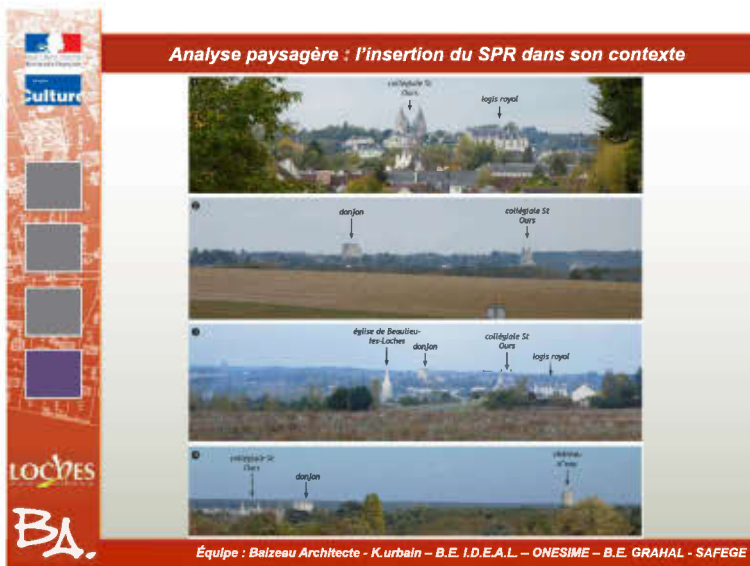 Culture
Analyse paysagère : l'insertion du SPR dans son contexte
collégiale St
Ours
logis royal
donjon
collégiale St
Ours
église de Beaulieu-
les-Loches
donjon
collégiale St
Ours
logis royal
collégiale St
Ours
donjon
château
LOCHES
BA.
Équipe : Baizeau Architecte - K.urbain – B.E. I.D.E.A.L. – ONESIME – B.E. GRAHAL - SAFEGE